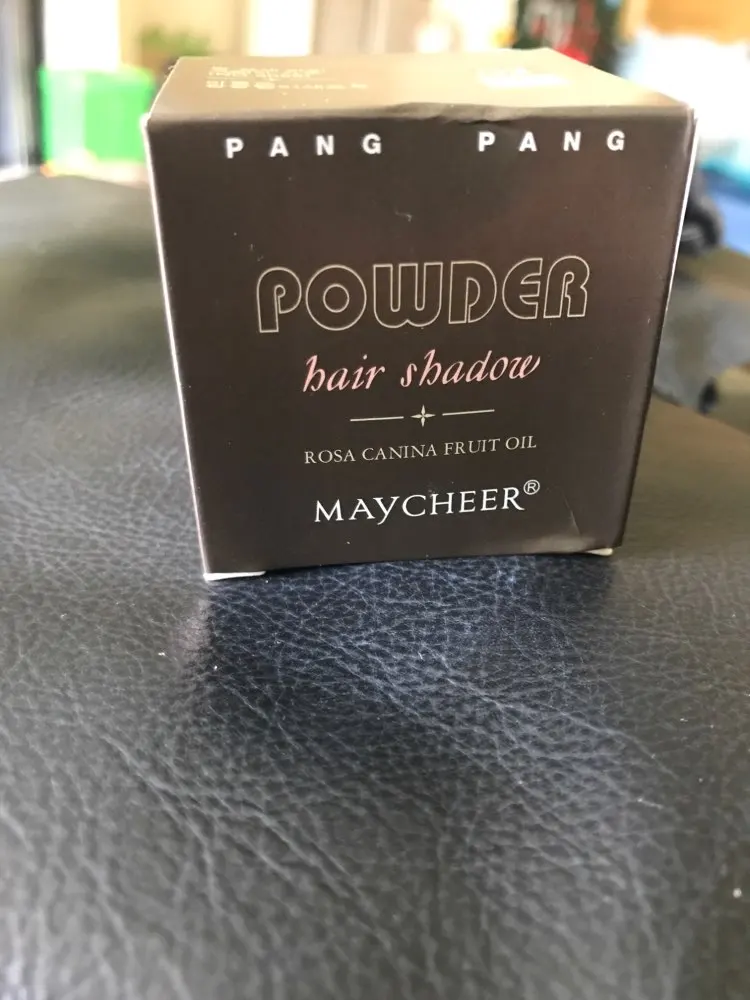 PANG PANG
POWDER
hair shadow
ROSA CANINA FRUIT OIL
MAYCHEER®